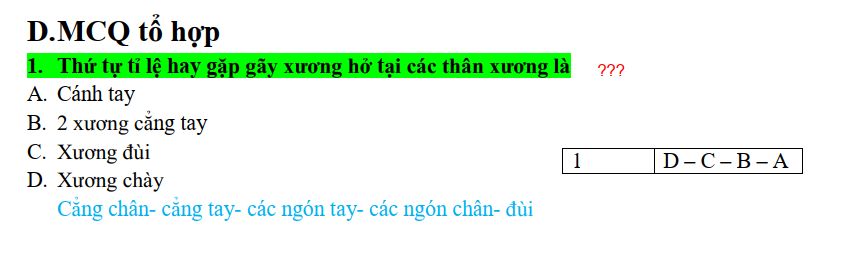 D.MCQ tổ hợp
1. Thứ tự tỉ lệ hay gặp gãy xương hở tại các thân xương là ???
A. Cánh tay
B. 2 xương cẳng tay
C. Xương đùi
1 D – C – B – A
D. Xương chày
Cẳng chân- cẳng tay- các ngón tay- các ngón chân- đùi